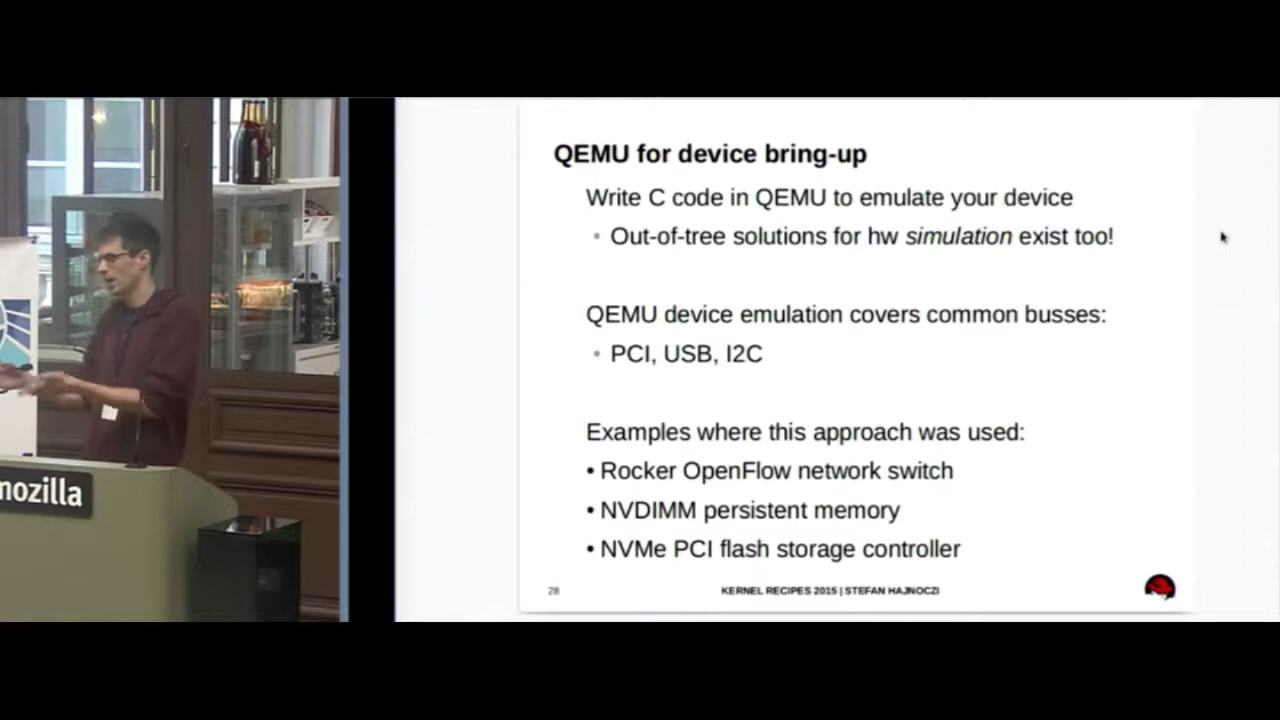 mozilla
QEMU for device bring-up
Write C code in QEMU to emulate your device
• Out-of-tree solutions for hw simulation exist too!
QEMU device emulation covers common busses:
• PCI, USB, I2C
Examples where this approach was used:
• Rocker OpenFlow network switch
• NVDIMM persistent memory
• NVMe PCI flash storage controller
28
KERNEL RECIPES 2015 | STEFAN HAJNOCZI